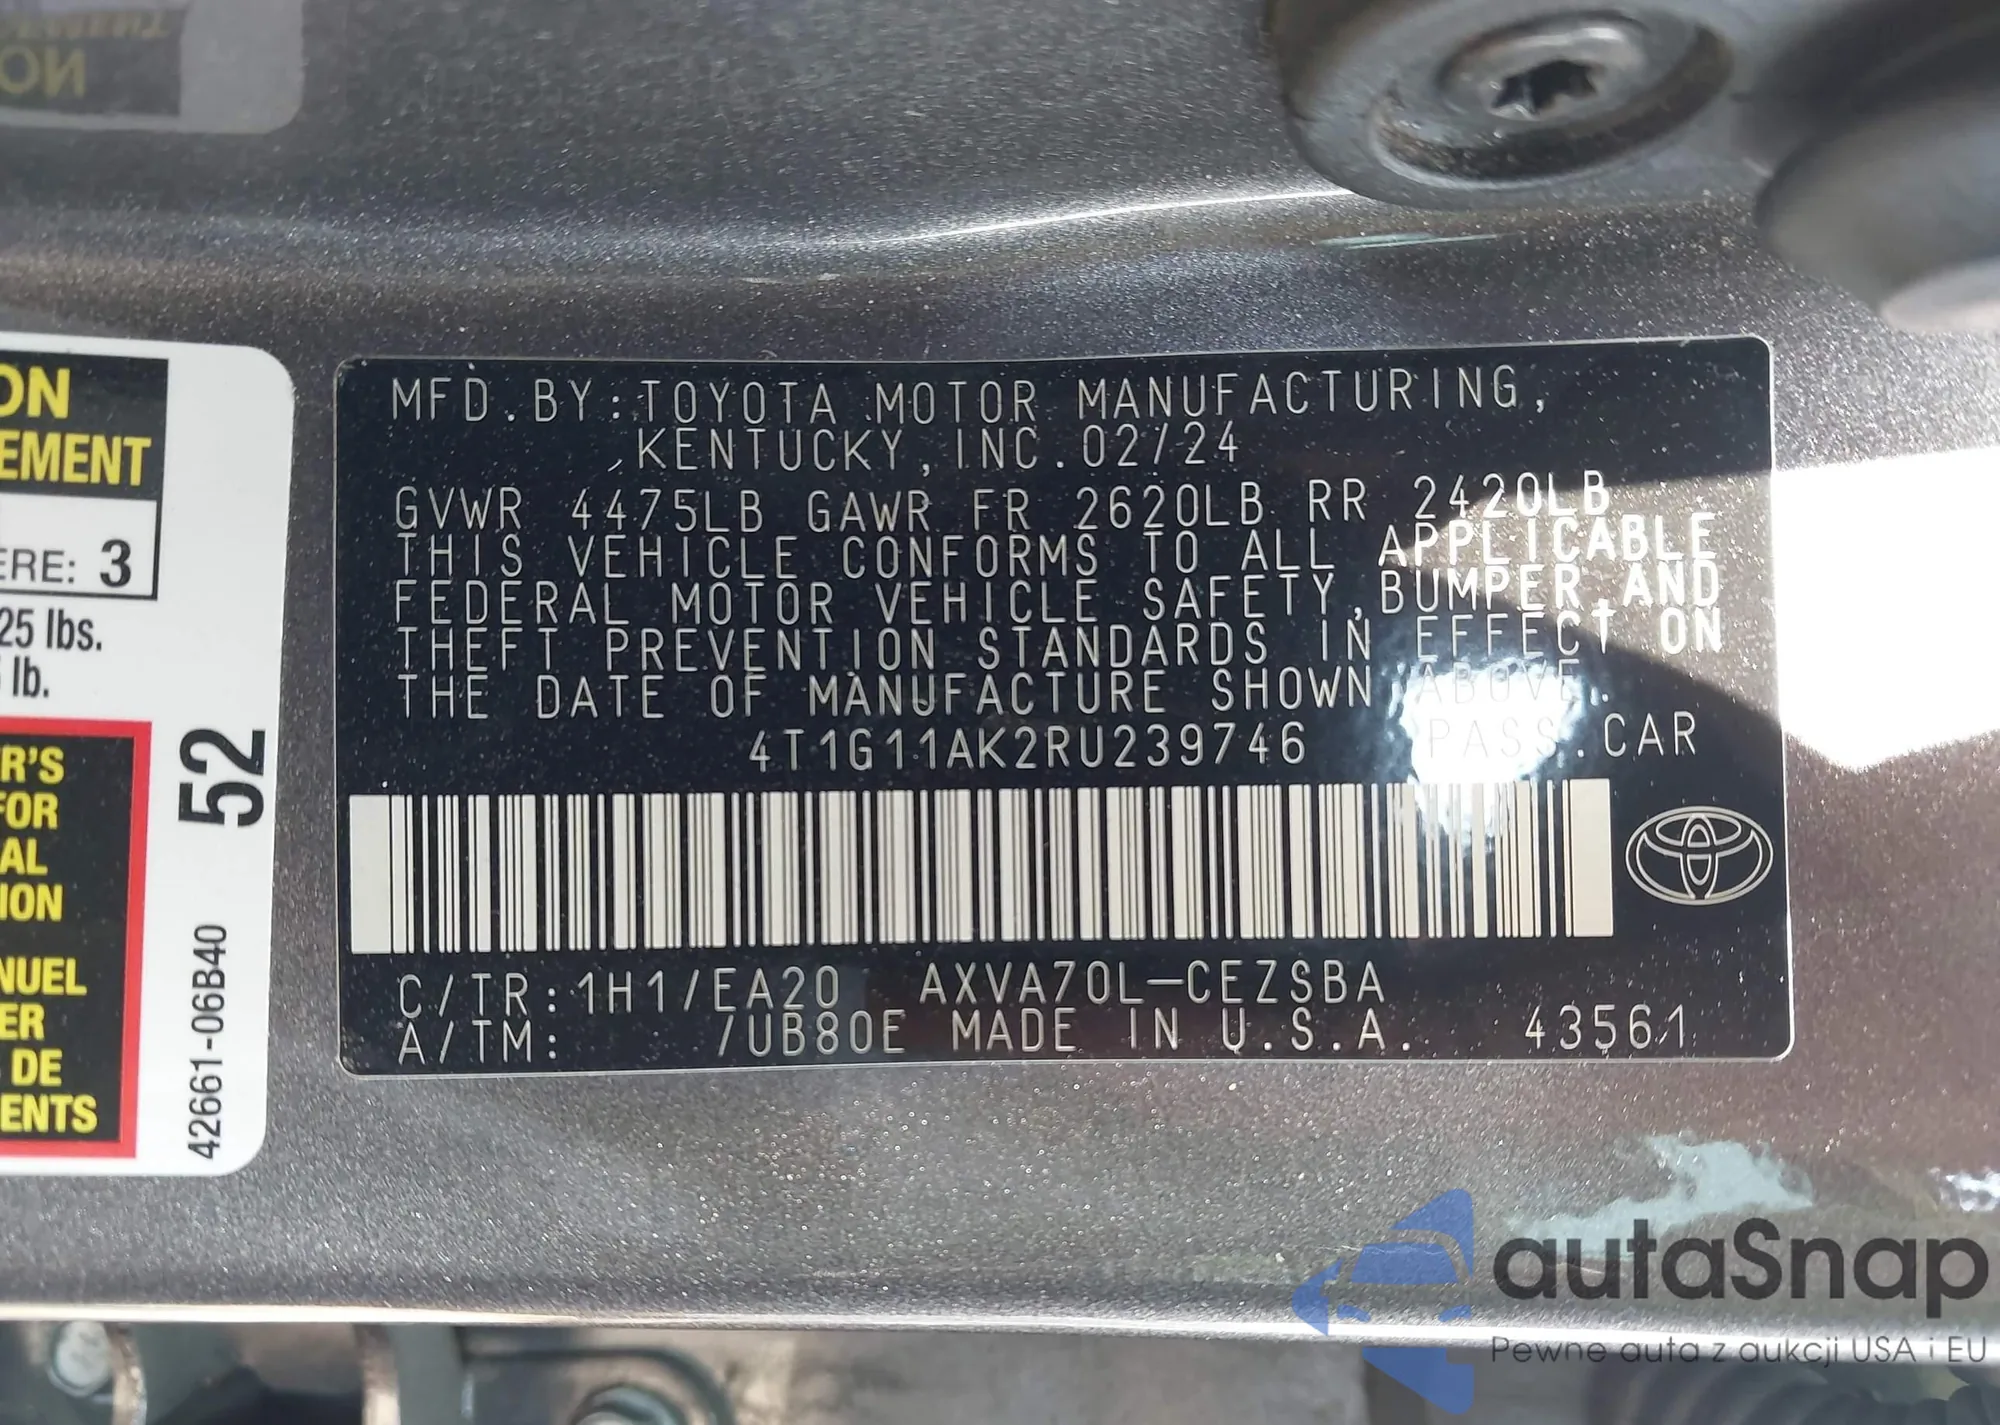 ON
EMENT
ERE: 3
25 lbs.
lb.
R'S
FOR
AL
ION
NUEL
ER
DE
ENTS
52
42661-06B40
MFD. BY: TOYOTA MOTOR MANUFACTURING,
KENTUCKY, INC. 02/24
GVWR 4475LB GAWR FR 2620LB RR 2420LB
THIS VEHICLE CONFORMS TO ALL APPLICABLE
FEDERAL MOTOR VEHICLE SAFETY, BUMPER, AND
THEFT PREVENTION STANDARDS IN EFFECT ON
THE DATE OF MANUFACTURE SHOWN ABOVE.
4T1G11AK2RU239746 PASS. CAR
C/TR: 1H1/EA20 AXVA70L-CEZSBA
A/TM: /UB80E MADE IN U.S.A. 43561
autaSnap
Pewne auta z aukcji USA i EU